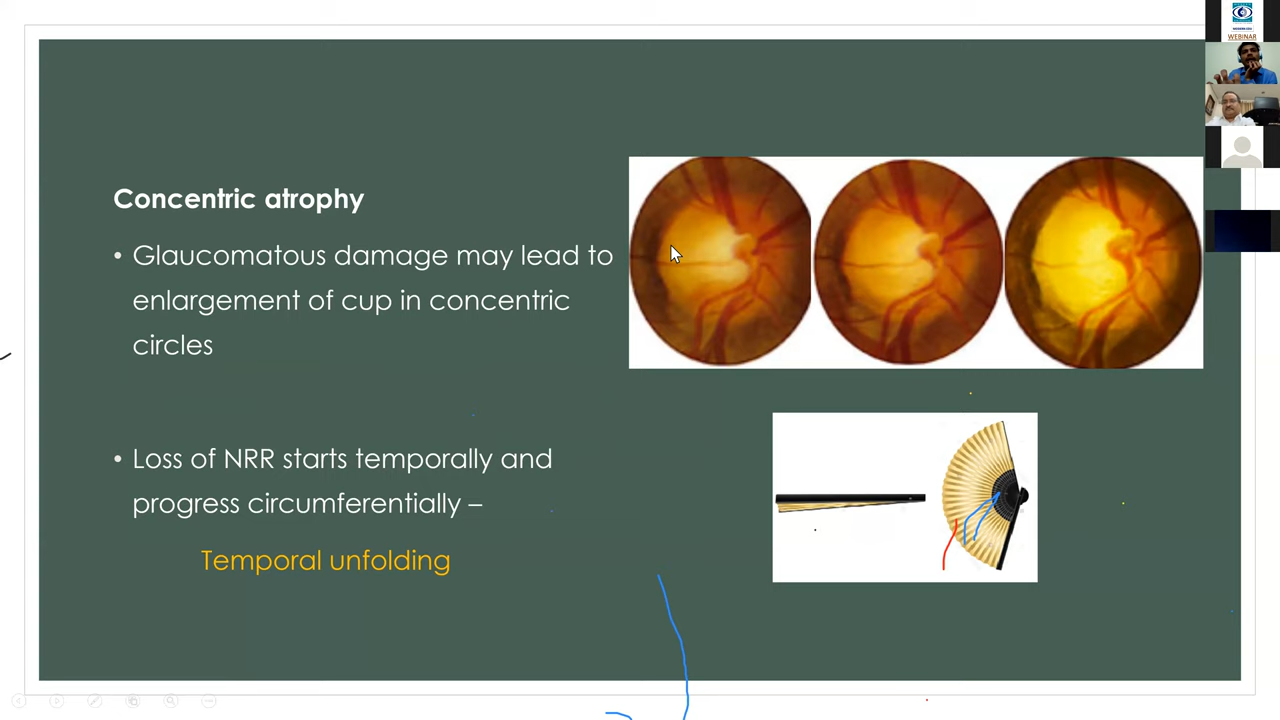 WEBINAR
Concentric atrophy
• Glaucomatous damage may lead to
enlargement of cup in concentric
circles
• Loss of NRR starts temporally and
progress circumferentially –
Temporal unfolding